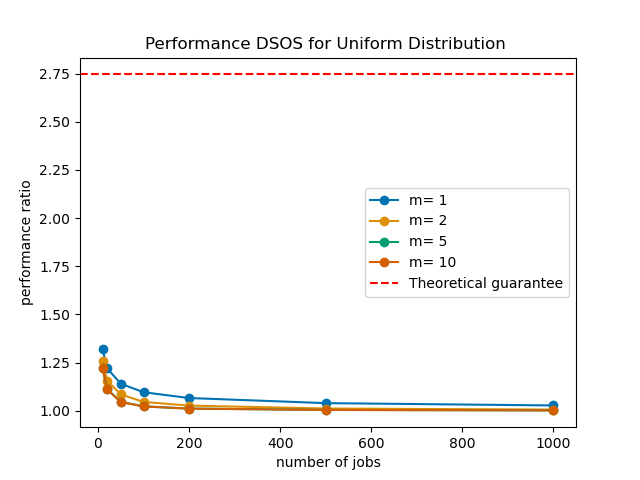 Performance DSOS for Uniform Distribution
performance ratio
2.75
2.50
2.25
2.00
1.75
1.50
1.25
1.00
m= 1
m= 2
m= 5
m= 10
Theoretical guarantee
0 200 400 600 800 1000
number of jobs